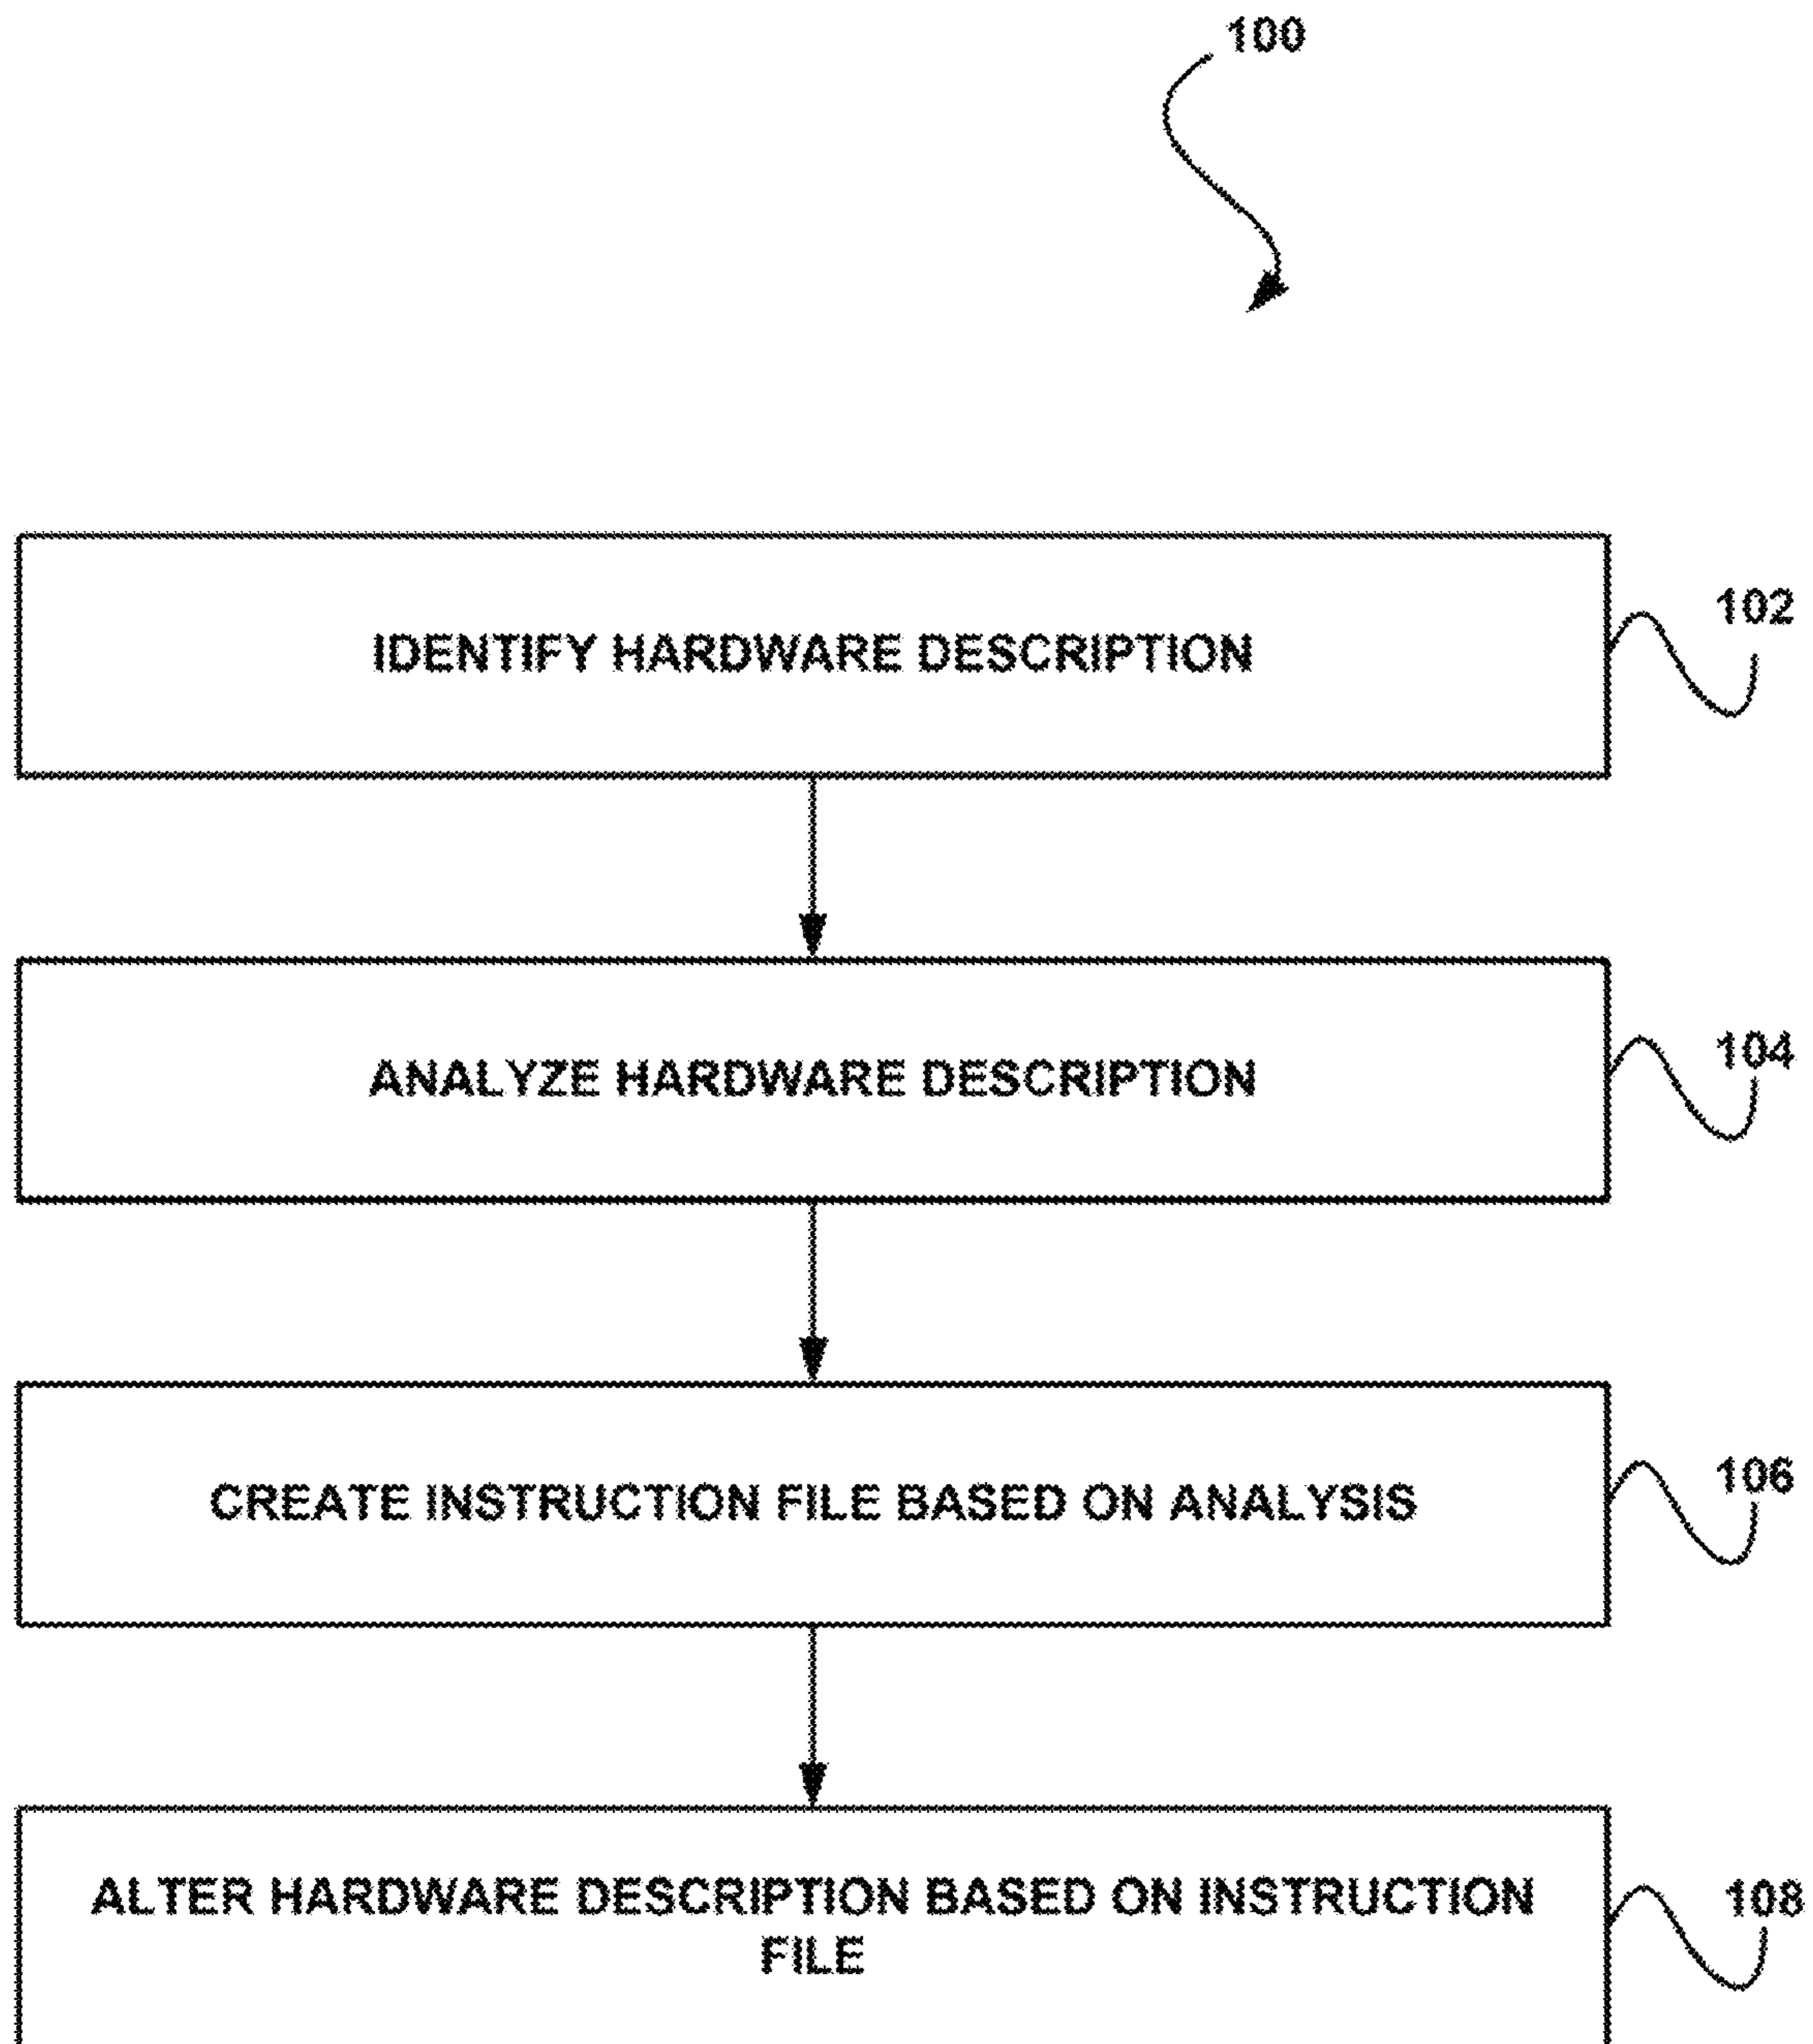 100
IDENTIFY HARDWARE DESCRIPTION
102
ANALYZE HARDWARE DESCRIPTION
104
CREATE INSTRUCTION FILE BASED ON ANALYSIS
106
ALTER HARDWARE DESCRIPTION BASED ON INSTRUCTION
FILE
108